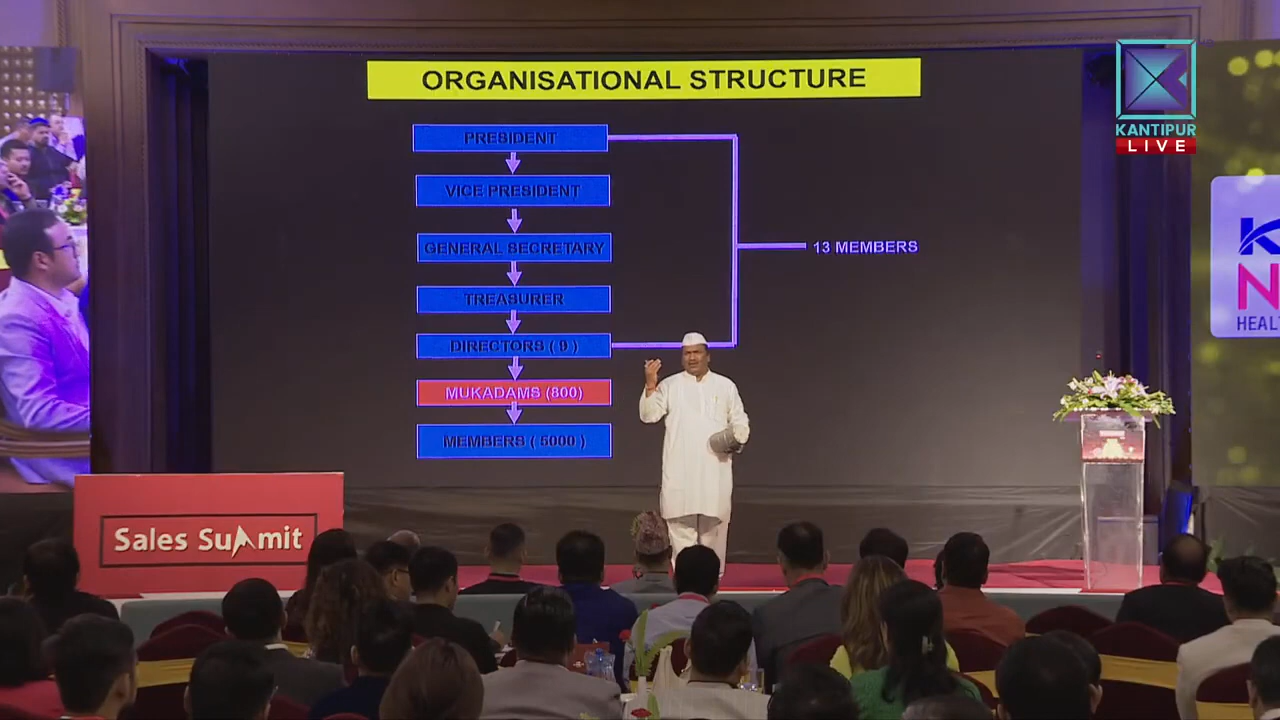 ORGANISATIONAL STRUCTURE
PRESIDENT
VICE PRESIDENT
GENERAL SECRETARY
TREASURER
DIRECTORS ( 9 )
MUKADAMS (800)
MEMBERS ( 5000 )
13 MEMBERS
KANTIPUR
LIVE
Sales Summit
K
N
HEAL